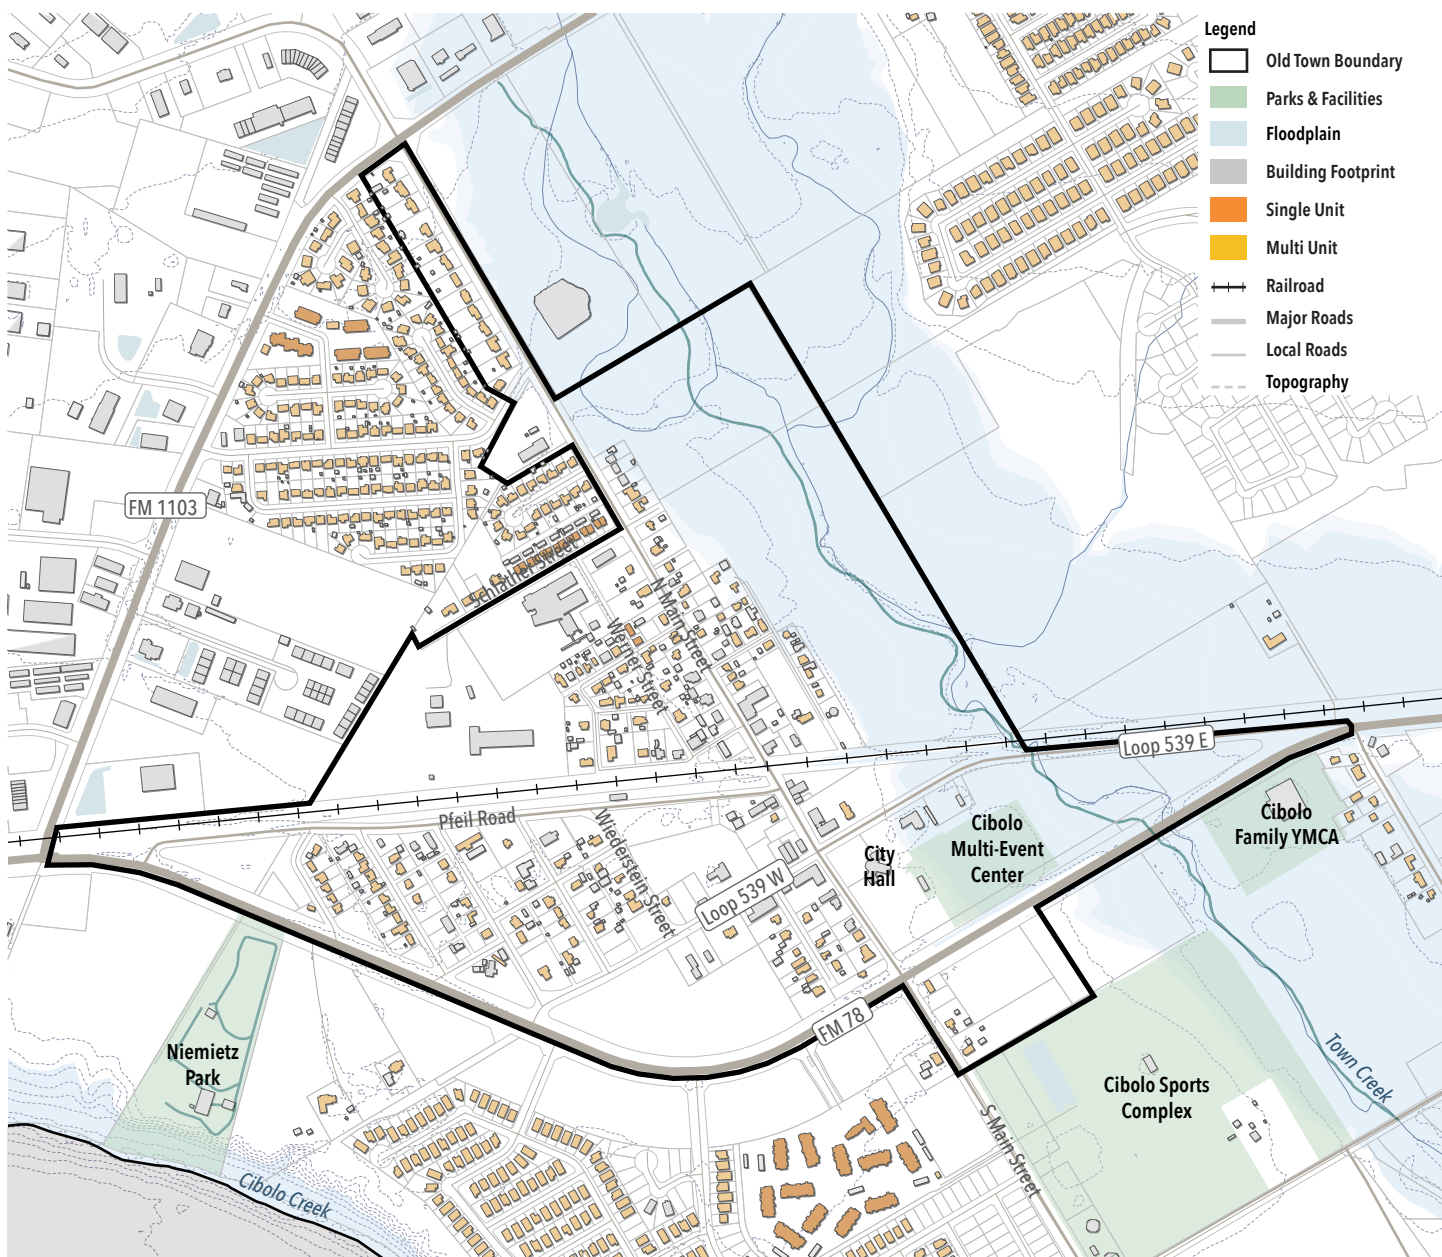 Legend
Old Town Boundary
Parks & Facilities
Floodplain
Building Footprint
Single Unit
Multi Unit
Railroad
Major Roads
Local Roads
Topography
FM 1103
Schlather Street
N Main Street
Werner Street
Loop 539 E
Pfeil Road
Wiederstein Street
Loop 539 W
City
Hall
Cibolo
Multi-Event
Center
Cibolo
Family YMCA
FM 78
Niemietz
Park
Cibolo Sports
Complex
Town Creek
S Main Street
Cibolo Creek